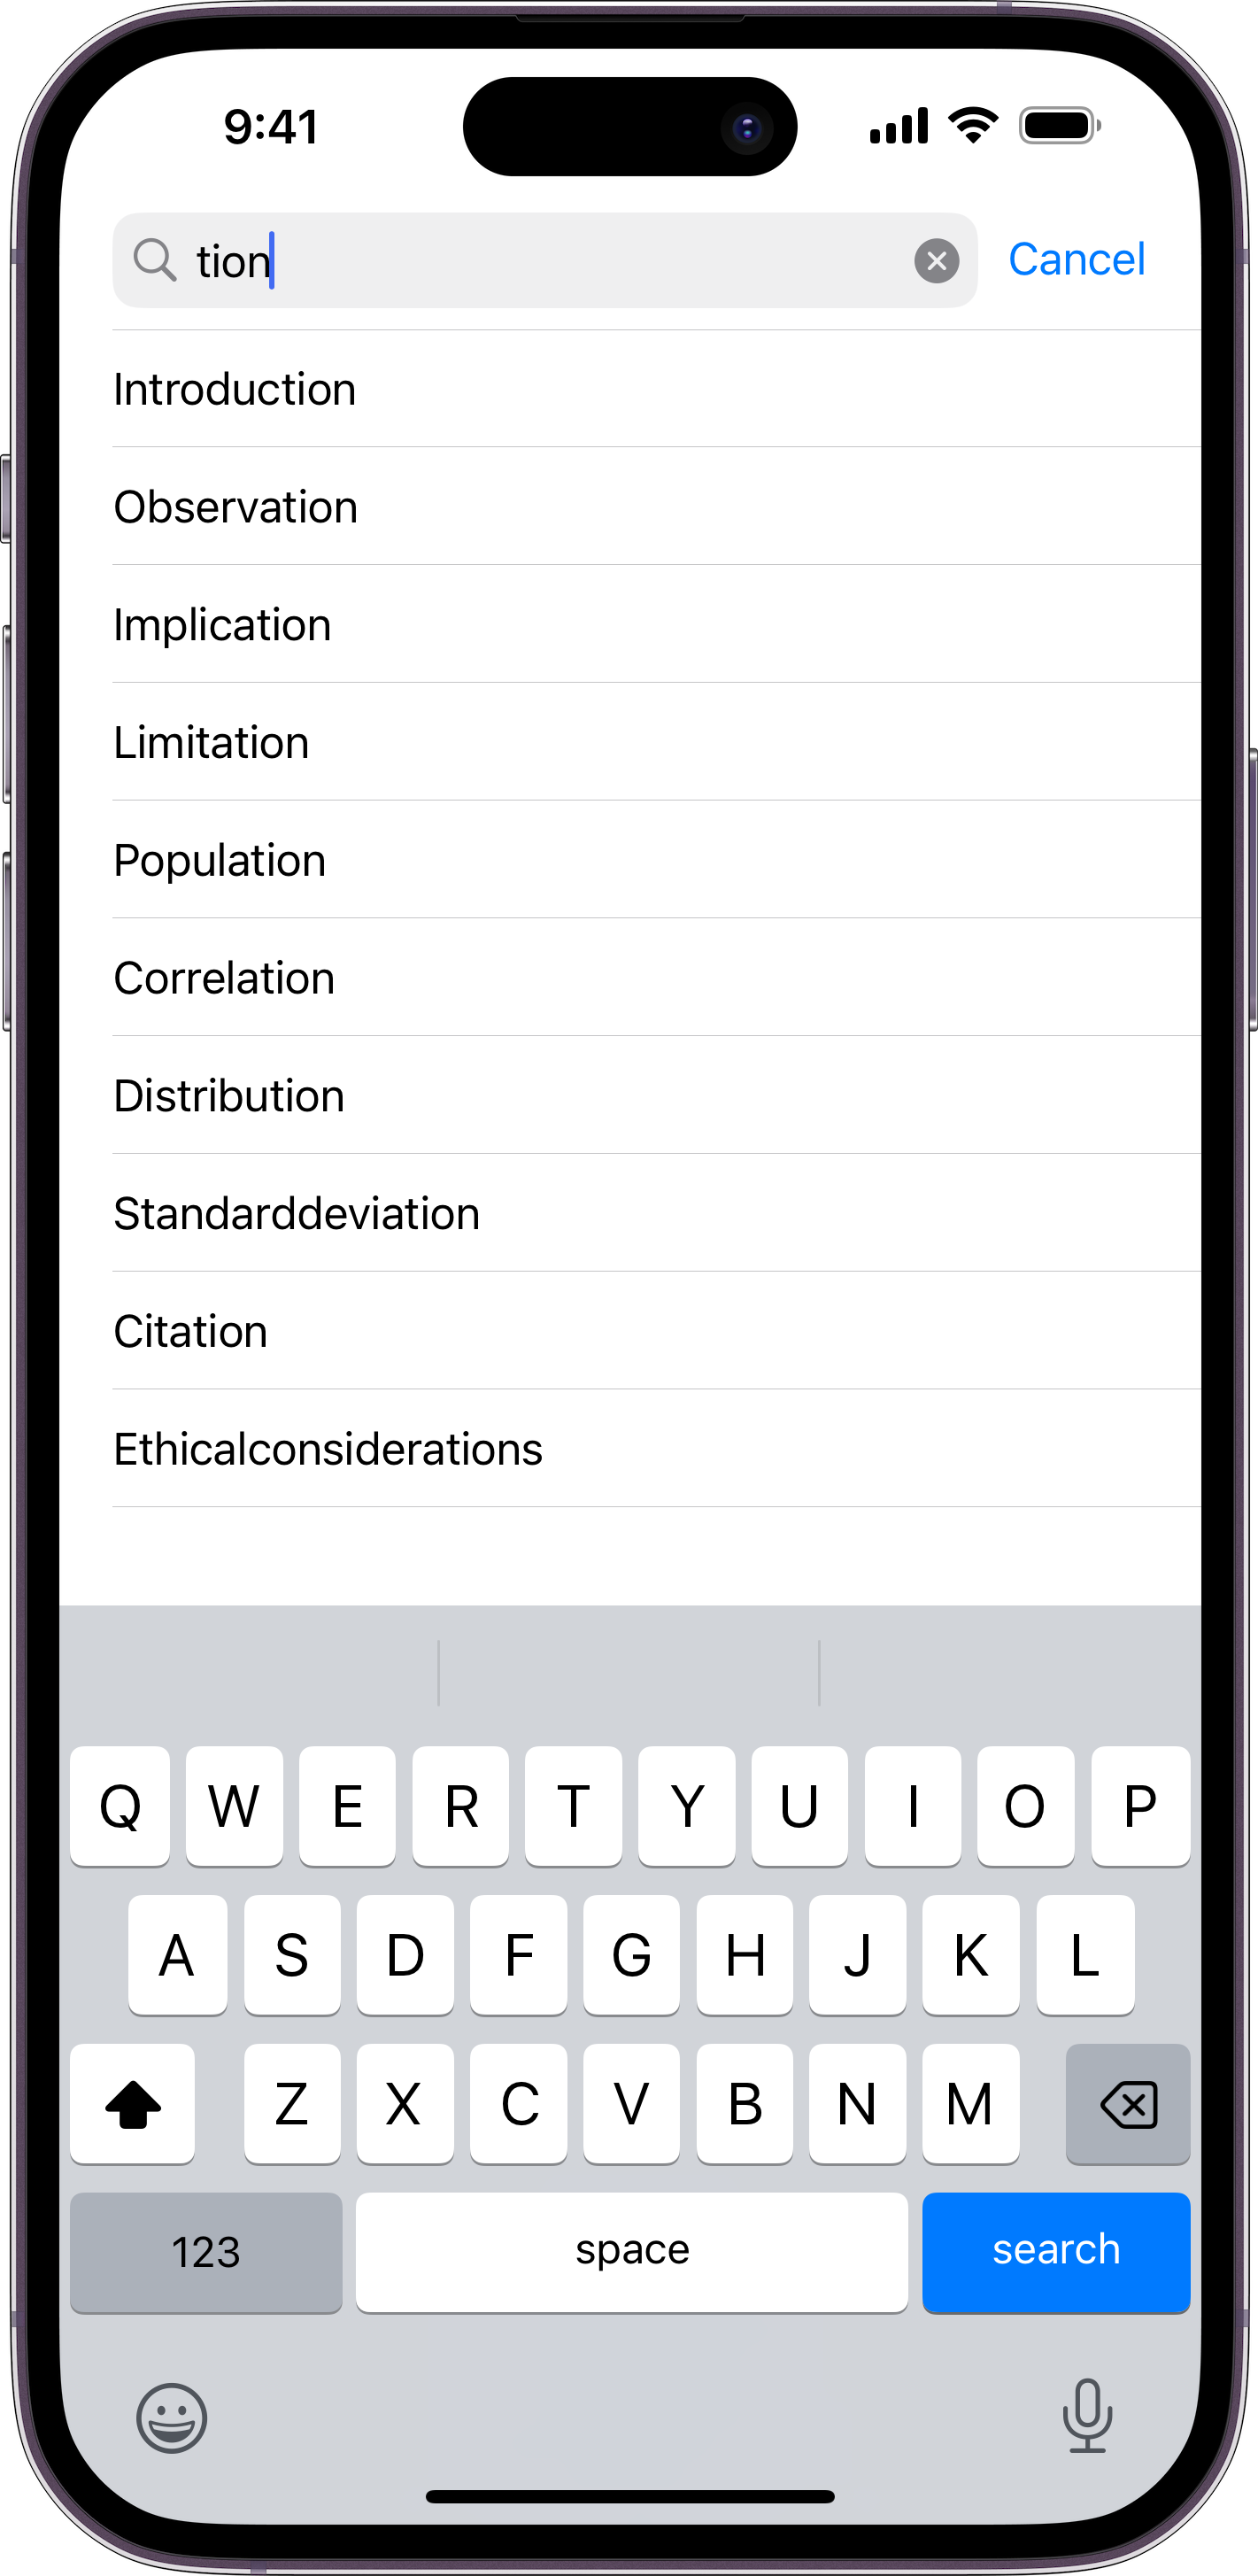 9:41
tion
Cancel
Introduction
Observation
Implication
Limitation
Population
Correlation
Distribution
Standarddeviation
Citation
Ethicalconsiderations
Q W E R T Y U I O P
A S D F G H J K L
Z X C V B N M
123 space search